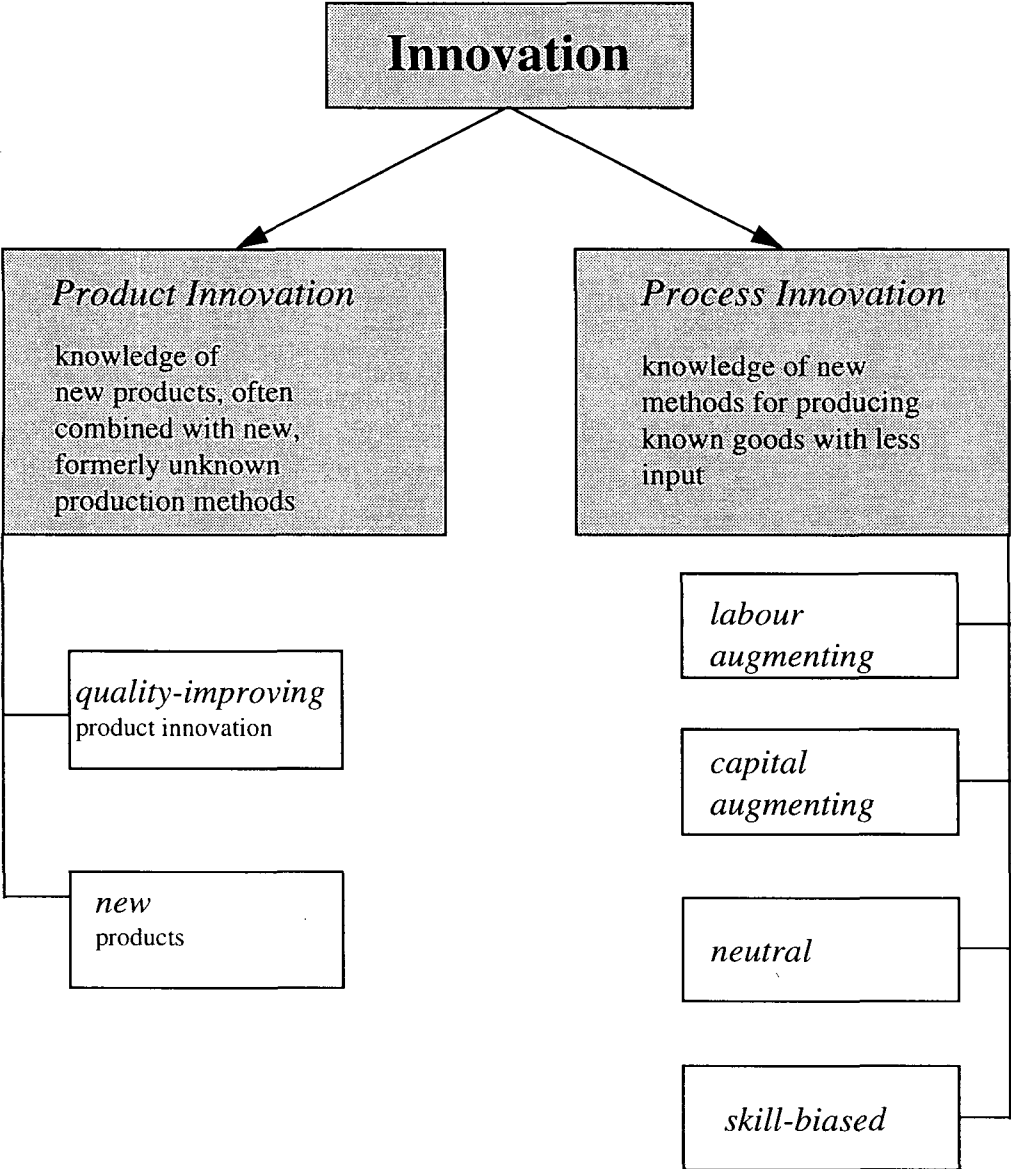 Innovation
Product Innovation
knowledge of
new products, often
combined with new,
formerly unknown
production methods
quality-improving
product innovation
new
products
Process Innovation
knowledge of new
methods for producing
known goods with less
input
labour
augmenting
capital
augmenting
neutral
skill-biased